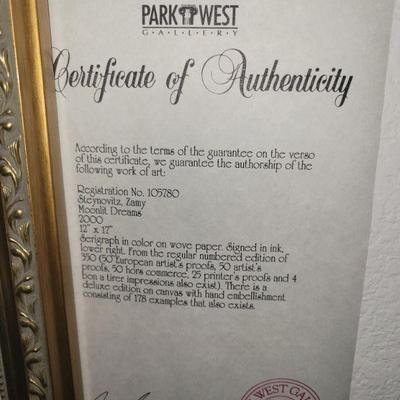 PARK WEST
G·A·L·L·E·R·Y
Certificate of Authenticity
According to the terms of the guarantee on the verso
of this certificate, we guarantee the authorship of the
following work of art:
Registration No. 105780
Steynovitz, Zamy
Moonlit Dreams
2000
12" x 17"
Serigraph in color on wove paper. Signed in ink,
lower right. From the regular numbered edition of
350 (50 European artist's proofs, 50 artist's
proofs, 50 hors commerce, 25 printer's proofs and 4
bon a tirer impressions also exist). There is a
deluxe edition on canvas with hand embellishment
consisting of 178 examples that also exists.
WEST GA